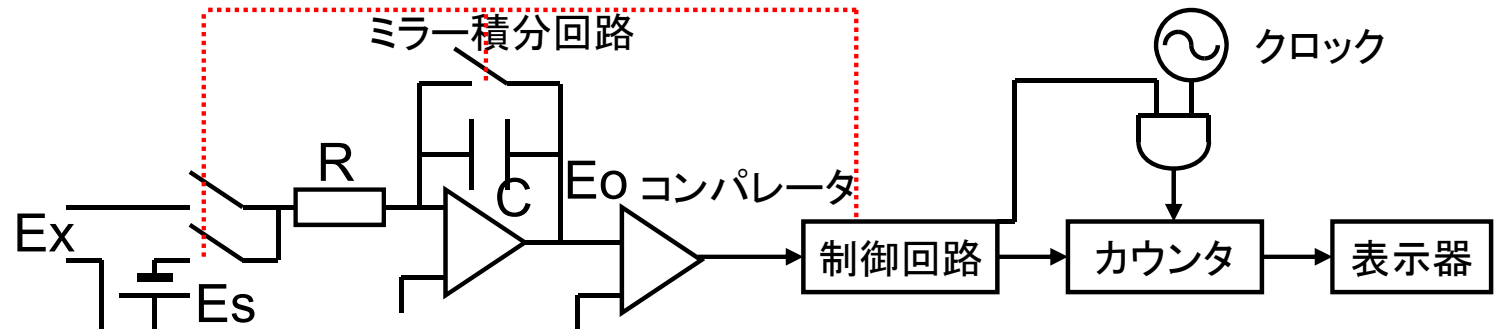 ミラー積分回路
クロック
R
C
Eo
コンパレータ
Ex
Es
制御回路
カウンタ
表示器